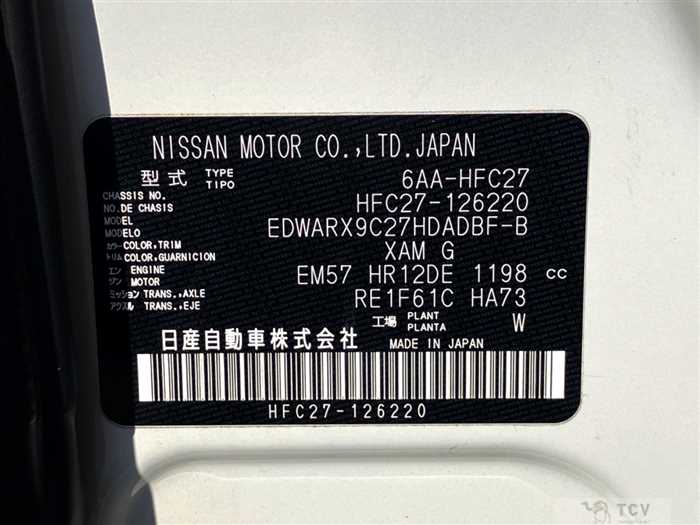 NISSAN MOTOR CO.,LTD.JAPAN
型式 TYPE TIPO 6AA-HFC27
CHASSIS NO. NO.DE CHASIS HFC27-126220
MODEL MODELO EDWARX9C27HDADBF-B
カラー COLOR,TRIM トリム COLOR,GUARNICION XAM G
エンジン ENGINE MOTOR EM57 HR12DE 1198 cc
ミッション TRANS.,AXLE アクスル TRANS.,EJE RE1F61C HA73
工場 PLANT PLANTA W
日産自動車株式会社 MADE IN JAPAN
HFC27-126220
TCV